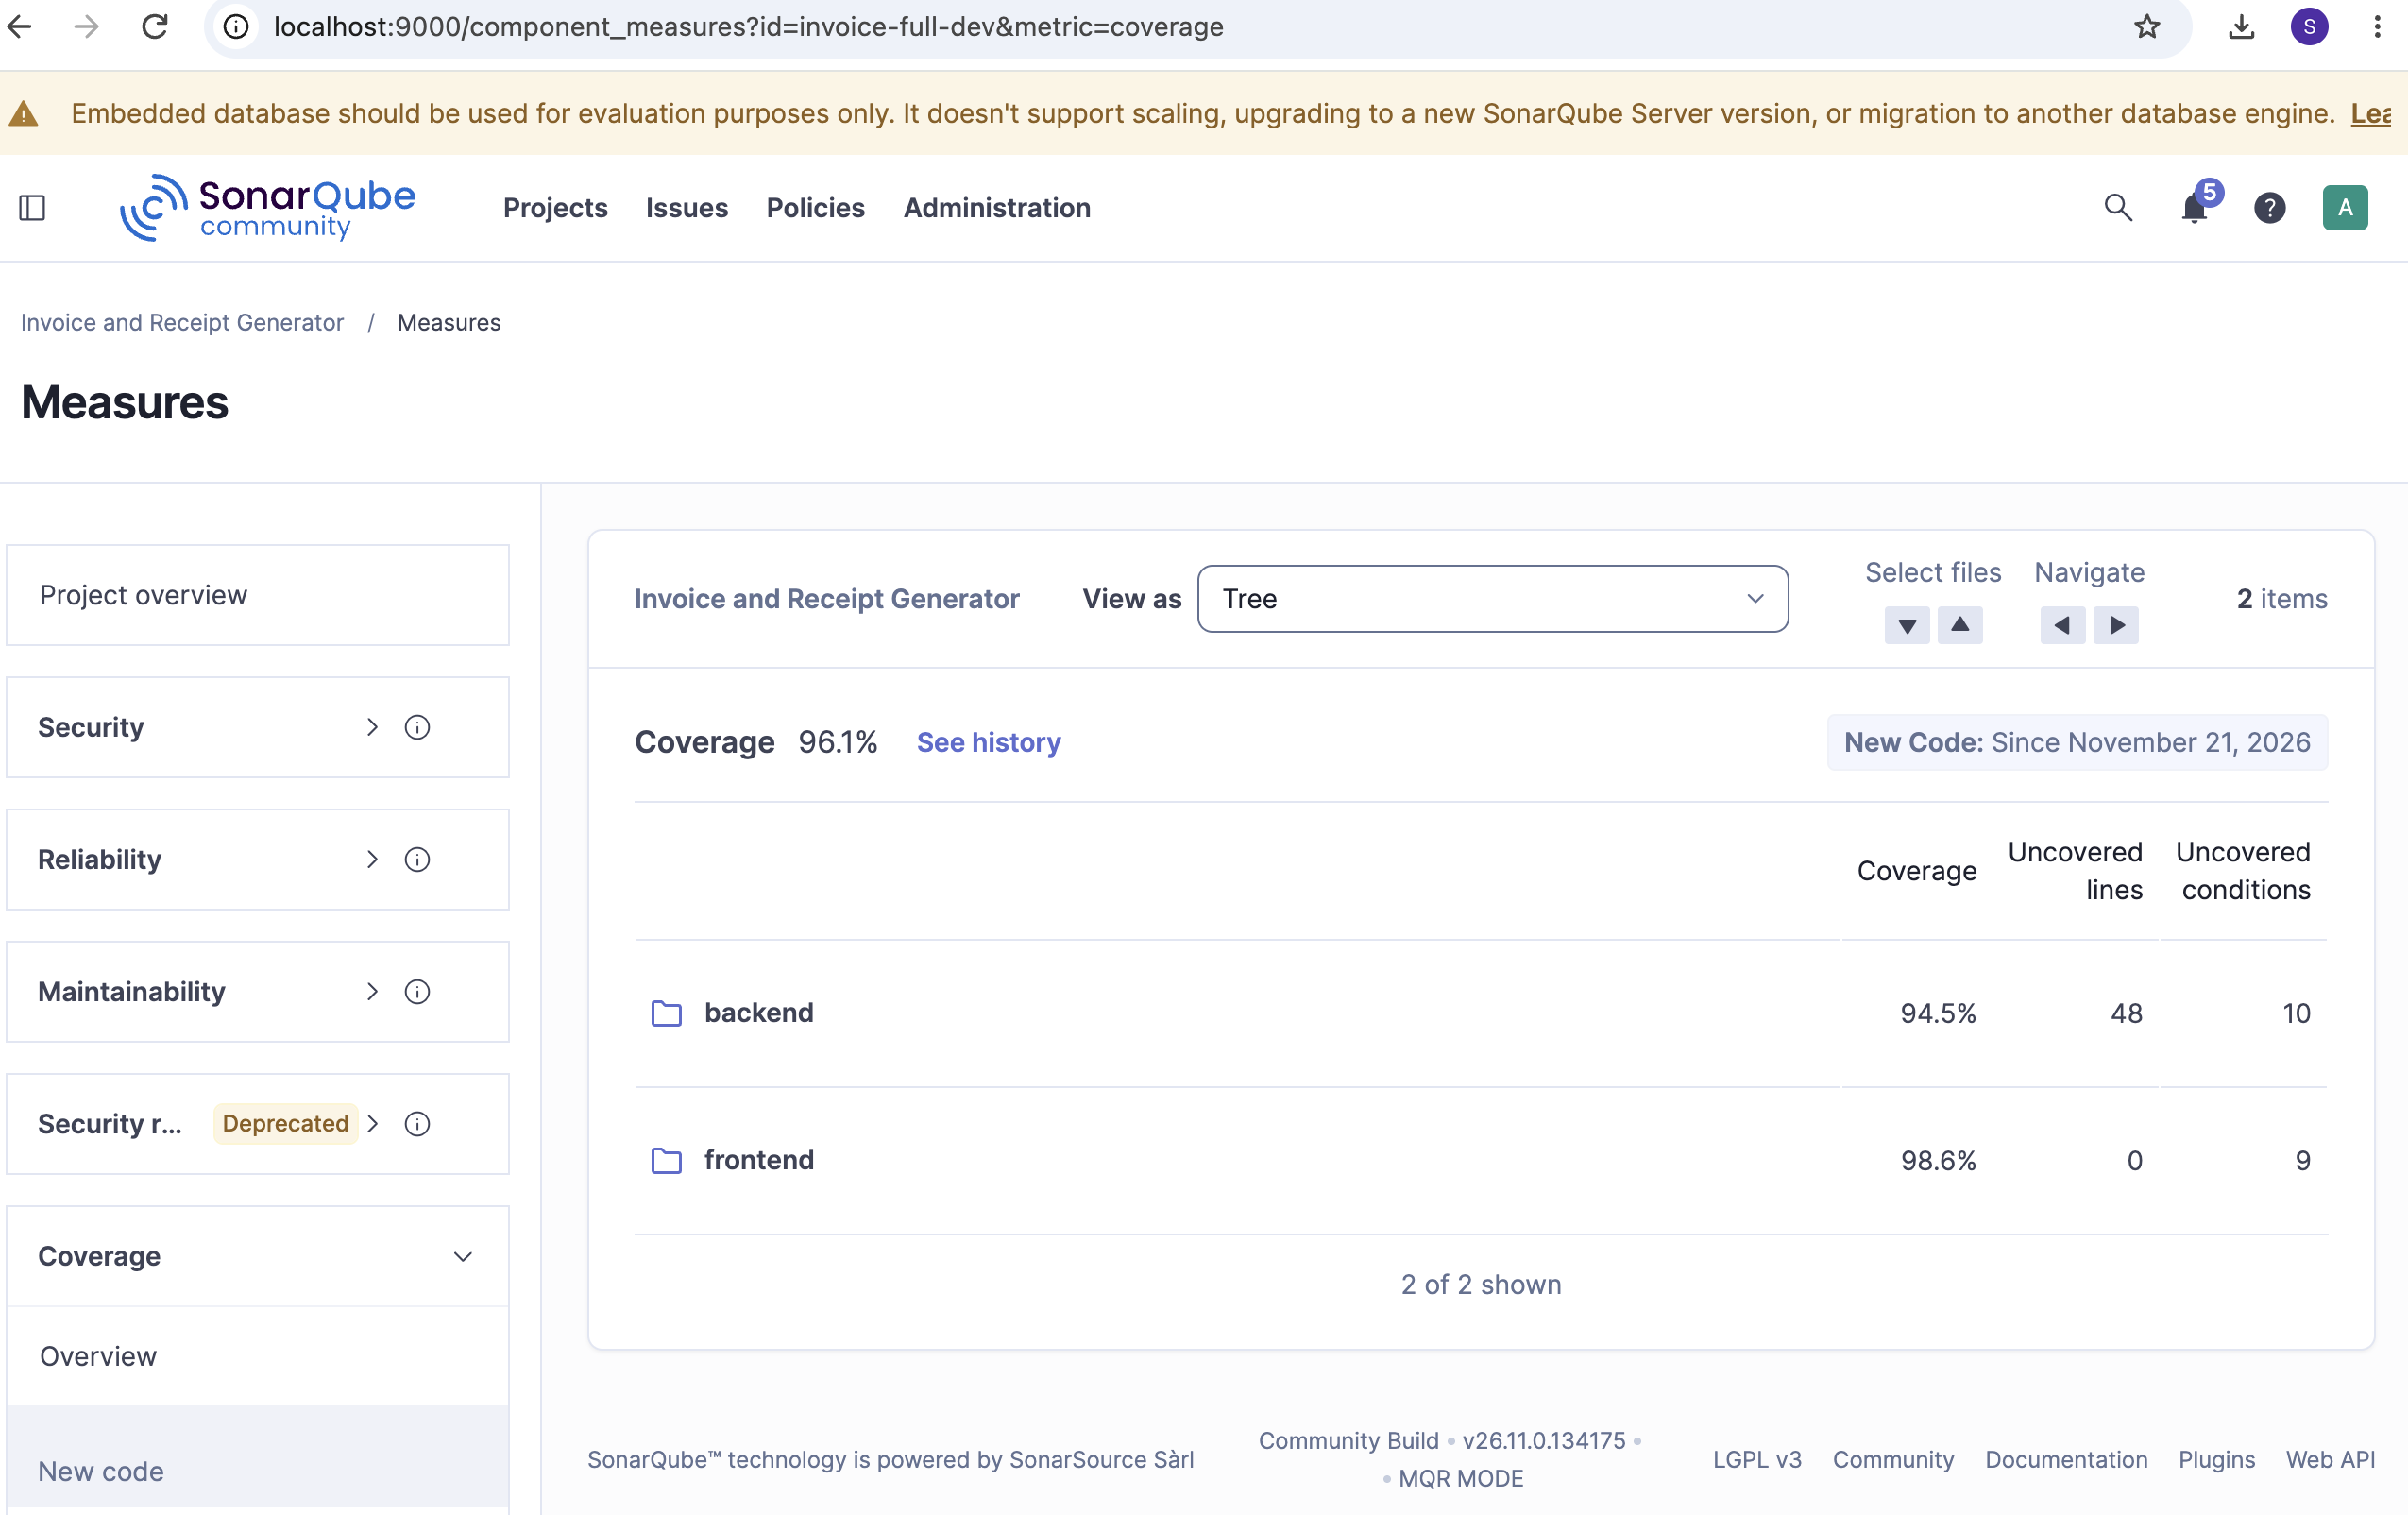 localhost:9000/component_measures?id=invoice-full-dev&metric=coverage
S
Embedded database should be used for evaluation purposes only. It doesn't support scaling, upgrading to a new SonarQube Server version, or migration to another database engine. Lea
SonarQube
community
Projects
Issues
Policies
Administration
5
?
A
Invoice and Receipt Generator / Measures
Measures
Project overview
Security
Reliability
Maintainability
Security r... Deprecated
Coverage
Overview
New code
Invoice and Receipt Generator
View as
Tree
Select files
Navigate
2 items
Coverage 96.1% See history
New Code: Since November 21, 2026
Coverage
Uncovered
lines
Uncovered
conditions
backend 94.5% 48 10
frontend 98.6% 0 9
2 of 2 shown
SonarQube™ technology is powered by SonarSource Sàrl
Community Build • v26.11.0.134175 •
• MQR MODE
LGPL v3
Community
Documentation
Plugins
Web API